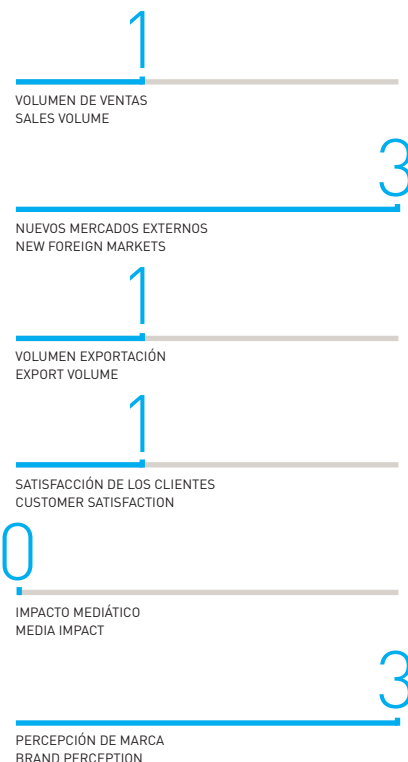 1
VOLUMEN DE VENTAS
SALES VOLUME
3
NUEVOS MERCADOS EXTERNOS
NEW FOREIGN MARKETS
1
VOLUMEN EXPORTACIÓN
EXPORT VOLUME
1
SATISFACCIÓN DE LOS CLIENTES
CUSTOMER SATISFACTION
0
IMPACTO MEDIÁTICO
MEDIA IMPACT
3
PERCEPCIÓN DE MARCA
BRAND PERCEPTION